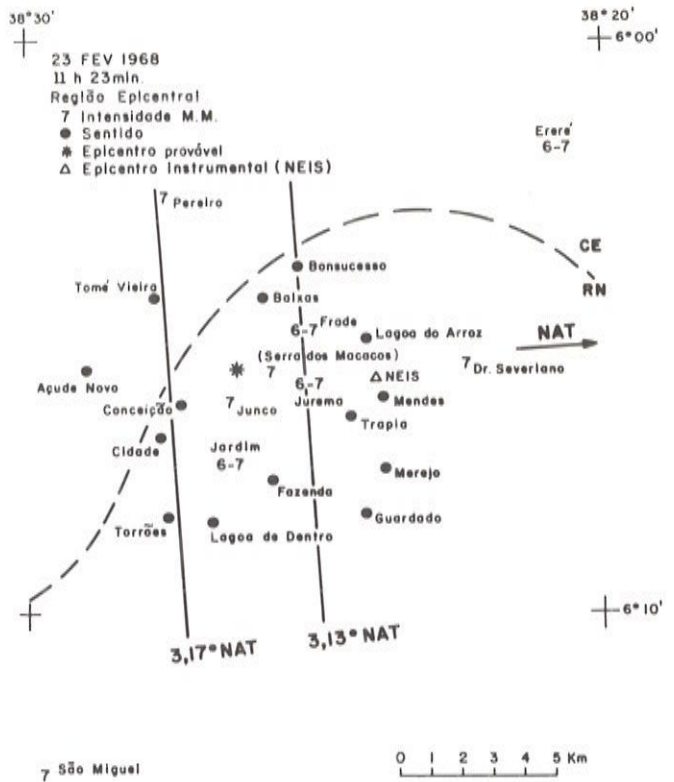 38°30'
38°20'
6°00'
23 FEV 1968
11 h 23min.
Região Epicentral
7 Intensidade M.M.
Sentido
Epicentro provável
Epicentro Instrumental (NEIS)
Ereré
6-7
7 Pereiro
CE
RN
Bonsucesso
Tomé Vieira
Baixas
6-7 Frade
Lagoa do Arroz
NAT
(Serra dos Macacos)
7
7 Dr. Severiano
NEIS
Açude Novo
6-7
Jurema
Mendes
7 Junco
Conceição
Trapia
Cidade
Jardim
6-7
Merejo
Fazenda
Torrões
Lagoa de Dentro
Guardado
6°10'
3,17° NAT
3,13° NAT
7 São Miguel
0 1 2 3 4 5 Km